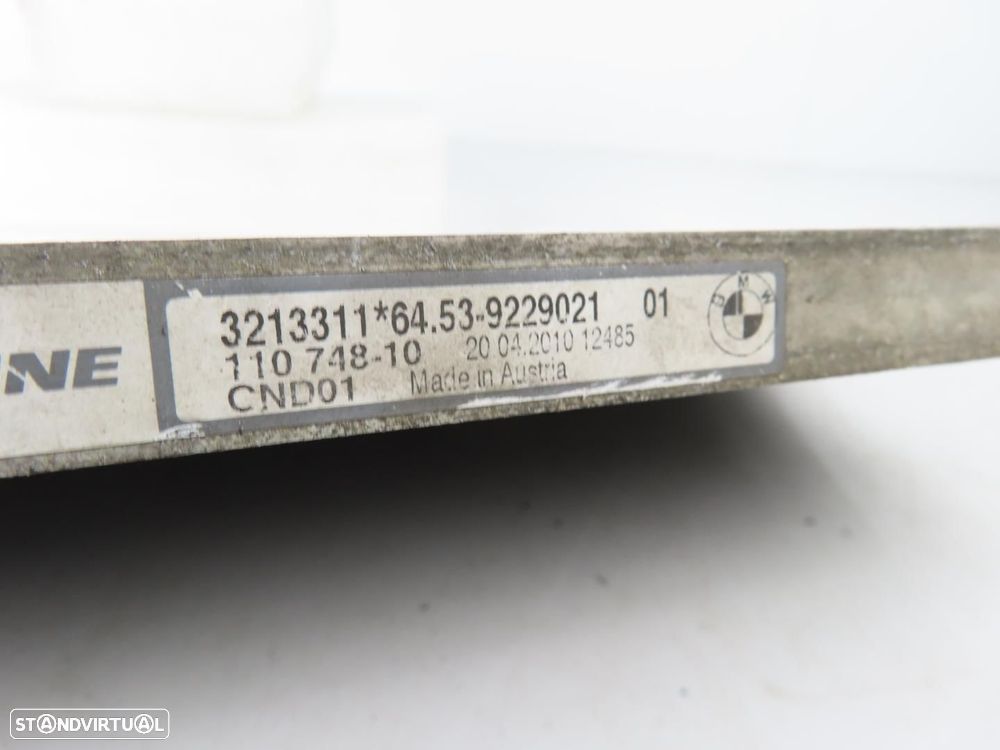 3213311*64.53-9229021 01
110 748-10 20.04.2010 12485
CND01 Made in Austria
BMW
NE
STANDVIRTUAL